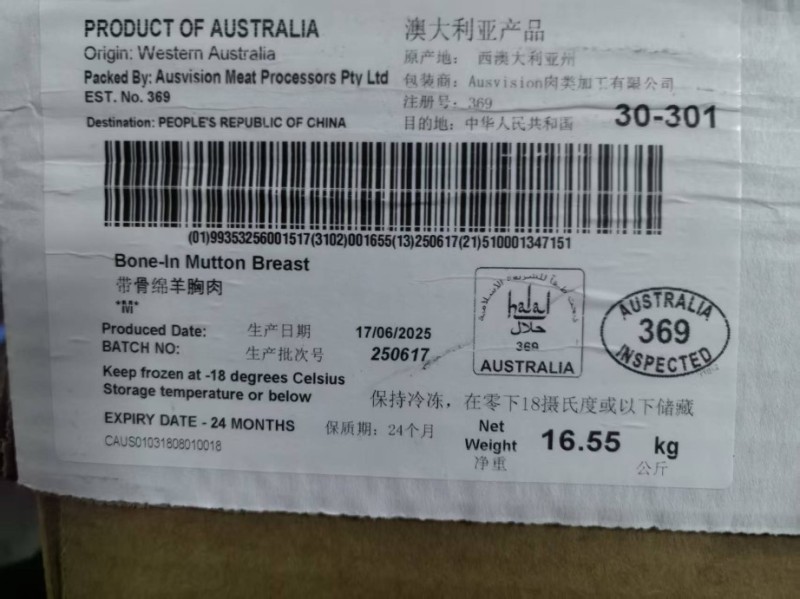 PRODUCT OF AUSTRALIA
Origin: Western Australia
Packed By: Ausvision Meat Processors Pty Ltd
EST. No. 369
Destination: PEOPLE'S REPUBLIC OF CHINA
澳大利亚产品
原产地: 西澳大利亚州
包装商: Ausvision肉类加工有限公司
注册号: 369
目的地: 中华人民共和国
30-301
(01)99353256001517(3102)001655(13)250617(21)510001347151
Bone-In Mutton Breast
带骨绵羊胸肉
*M*
Produced Date: 生产日期 17/06/2025
BATCH NO: 生产批次号 250617
halal
حلال
369
AUSTRALIA
AUSTRALIA
369
INSPECTED
Keep frozen at -18 degrees Celsius
Storage temperature or below
保持冷冻，在零下18摄氏度或以下储藏
EXPIRY DATE - 24 MONTHS 保质期: 24个月
CAUS01031808010018
Net
Weight 16.55 kg
净重 公斤